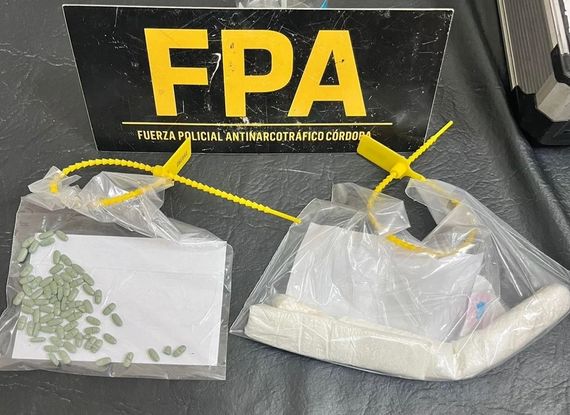 FPA
FUERZA POLICIAL ANTINARCOTRÁFICO CÓRDOBA